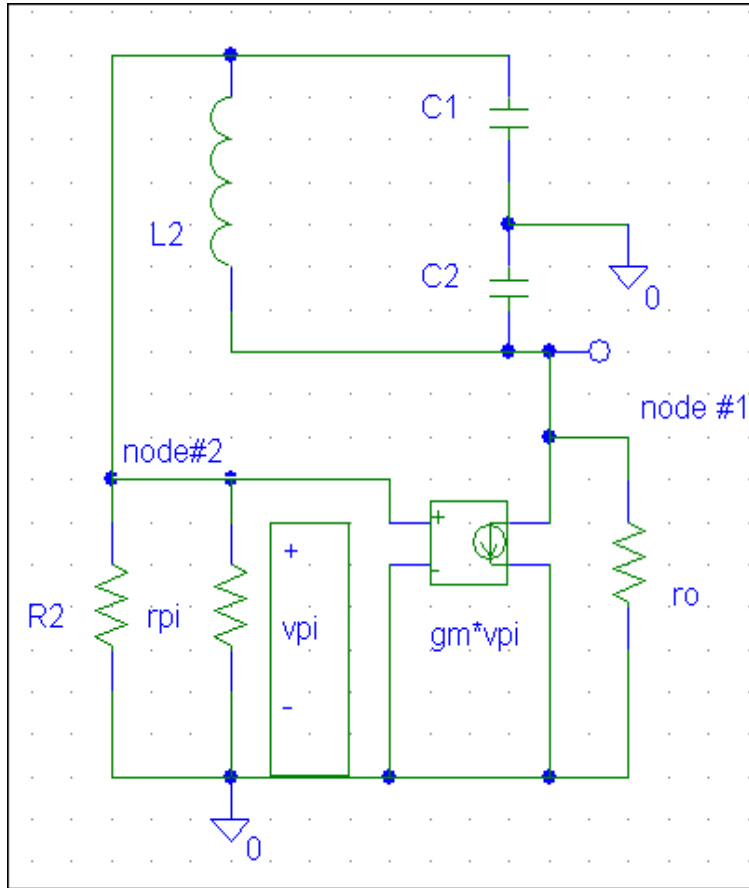 C1
L2
C2
0
node #1
node#2
+
-
+
R2
rpi
vpi
gm*vpi
ro
-
0